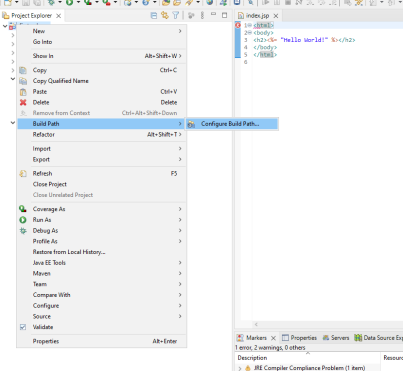 Project Explorer
New
Go Into
Show In Alt+Shift+W
Copy Ctrl+C
Copy Qualified Name
Paste Ctrl+V
Delete Delete
Remove from Context Ctrl+Alt+Shift+Down
Build Path
Configure Build Path...
Refactor Alt+Shift+T
Import
Export
Refresh F5
Close Project
Close Unrelated Project
Coverage As
Run As
Debug As
Profile As
Restore from Local History...
Java EE Tools
Maven
Team
Compare With
Configure
Source
Validate
Properties Alt+Enter
index.jsp
1 <html>
2 <body>
3 <h2><%= "Hello World!" %></h2>
4 </body>
5 </html>
6
Markers Properties Servers Data Source Exp
1 error, 2 warnings, 0 others
Description Resourc
JRE Compiler Compliance Problem (1 item)